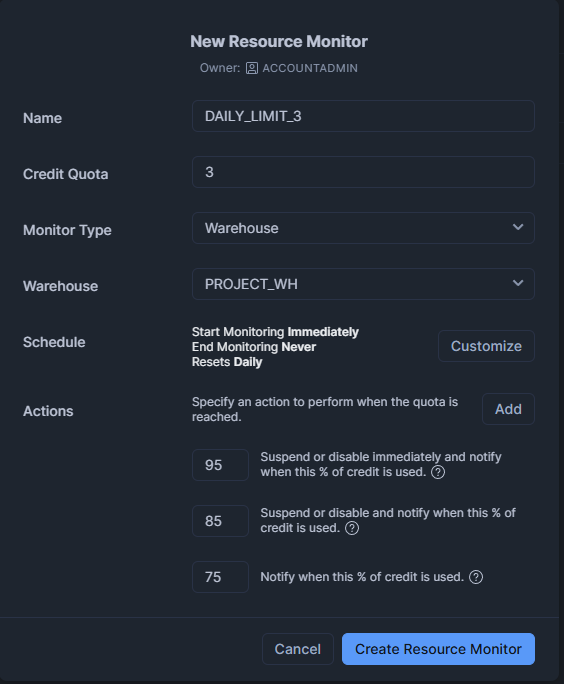 New Resource Monitor
Owner: ACCOUNTADMIN
Name
DAILY_LIMIT_3
Credit Quota
3
Monitor Type
Warehouse
Warehouse
PROJECT_WH
Schedule
Start Monitoring Immediately
End Monitoring Never
Resets Daily
Customize
Actions
Specify an action to perform when the quota is
reached.
Add
95
Suspend or disable immediately and notify
when this % of credit is used. ?
85
Suspend or disable and notify when this % of
credit is used. ?
75
Notify when this % of credit is used. ?
Cancel
Create Resource Monitor